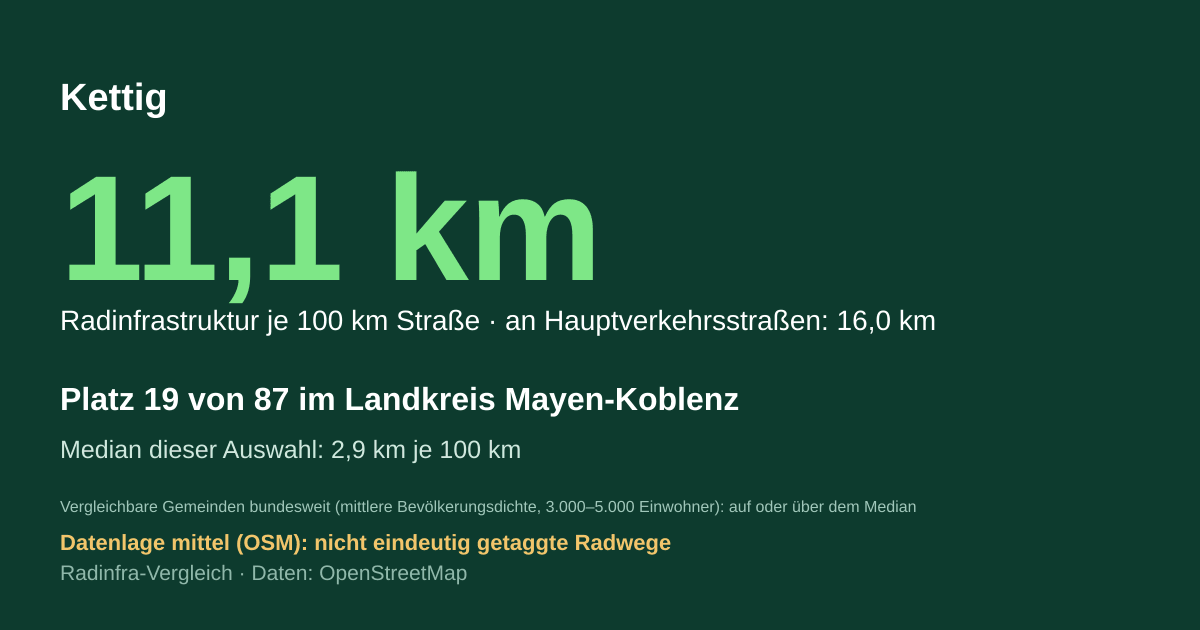 Kettig
11,1 km
Radinfrastruktur je 100 km Straße · an Hauptverkehrsstraßen: 16,0 km
Platz 19 von 87 im Landkreis Mayen-Koblenz
Median dieser Auswahl: 2,9 km je 100 km
Vergleichbare Gemeinden bundesweit (mittlere Bevölkerungsdichte, 3.000–5.000 Einwohner): auf oder über dem Median
Datenlage mittel (OSM): nicht eindeutig getaggte Radwege
Radinfra-Vergleich · Daten: OpenStreetMap